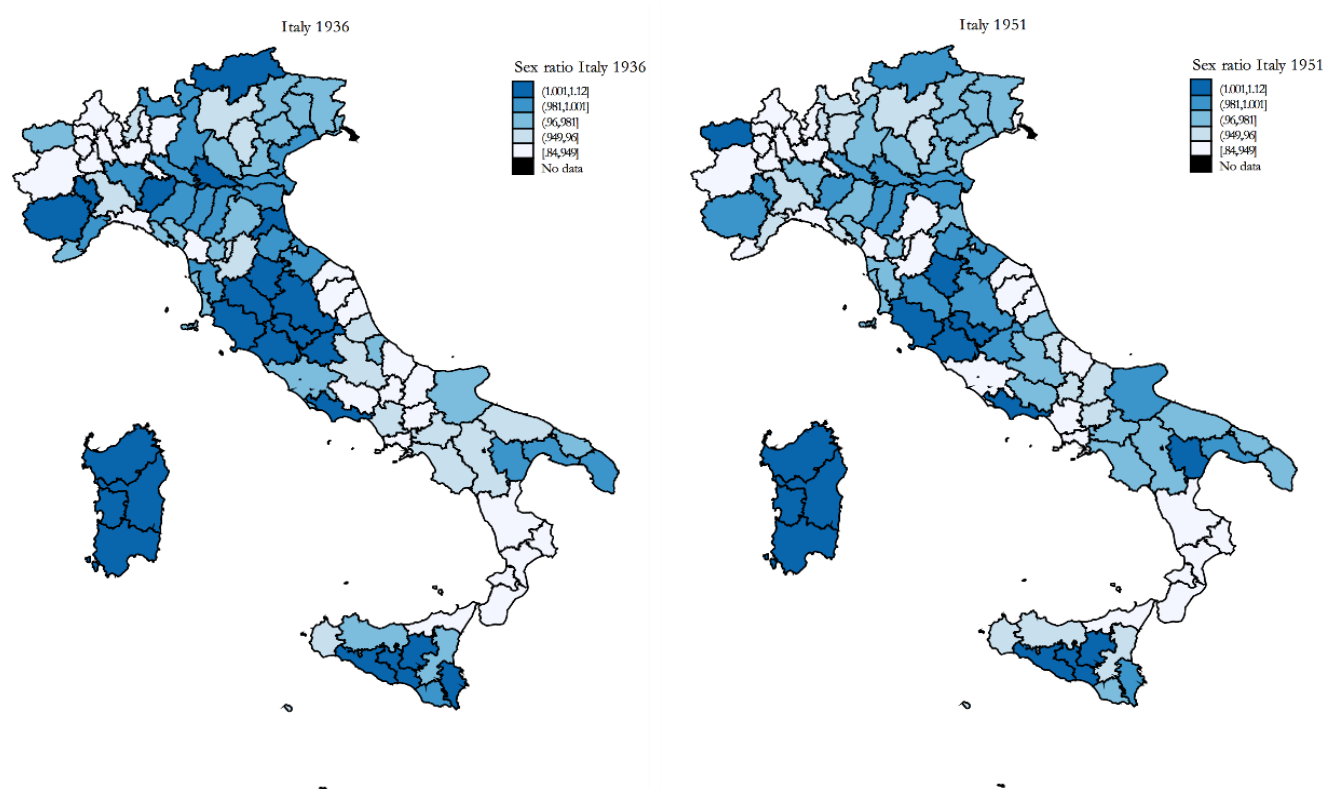 Italy 1936
Sex ratio Italy 1936
(1.001,1.12]
(.981,1.001]
(.96,.981]
(.949,.96]
[.84,.949]
No data
Italy 1951
Sex ratio Italy 1951
(1.001,1.12]
(.981,1.001]
(.96,.981]
(.949,.96]
[.84,.949]
No data